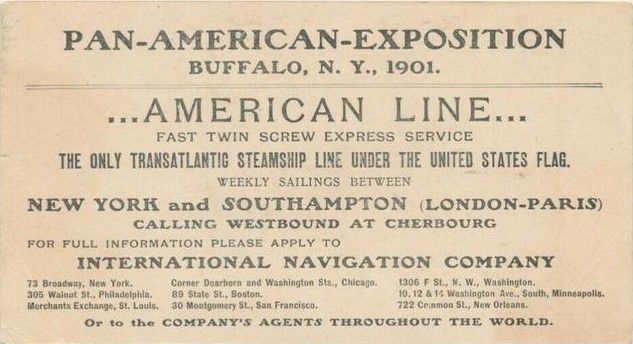 PAN-AMERICAN-EXPOSITION
BUFFALO, N. Y., 1901.
...AMERICAN LINE...
FAST TWIN SCREW EXPRESS SERVICE
THE ONLY TRANSATLANTIC STEAMSHIP LINE UNDER THE UNITED STATES FLAG.
WEEKLY SAILINGS BETWEEN
NEW YORK and SOUTHAMPTON (LONDON-PARIS)
CALLING WESTBOUND AT CHERBOURG
FOR FULL INFORMATION PLEASE APPLY TO
INTERNATIONAL NAVIGATION COMPANY
73 Broadway, New York. Corner Dearborn and Washington Sts., Chicago. 1306 F St., N. W., Washington.
305 Walnut St., Philadelphia. 89 State St., Boston. 10, 12 & 14 Washington Ave., South, Minneapolis.
Merchants Exchange, St. Louis. 30 Montgomery St., San Francisco. 722 Common St., New Orleans.
Or to the COMPANY'S AGENTS THROUGHOUT THE WORLD.